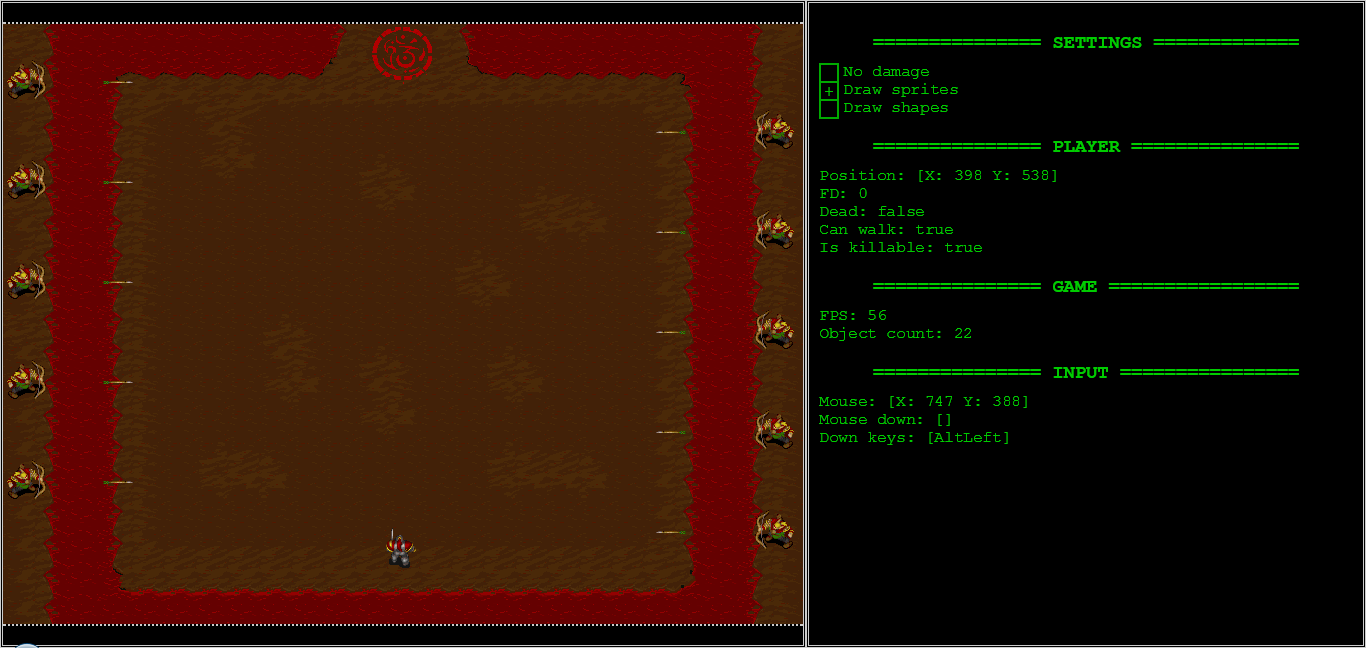 =============== SETTINGS =============
No damage
+ Draw sprites
Draw shapes
=============== PLAYER ===============
Position: [X: 398 Y: 538]
FD: 0
Dead: false
Can walk: true
Is killable: true
=============== GAME =================
FPS: 56
Object count: 22
=============== INPUT ================
Mouse: [X: 747 Y: 388]
Mouse down: []
Down keys: [AltLeft]